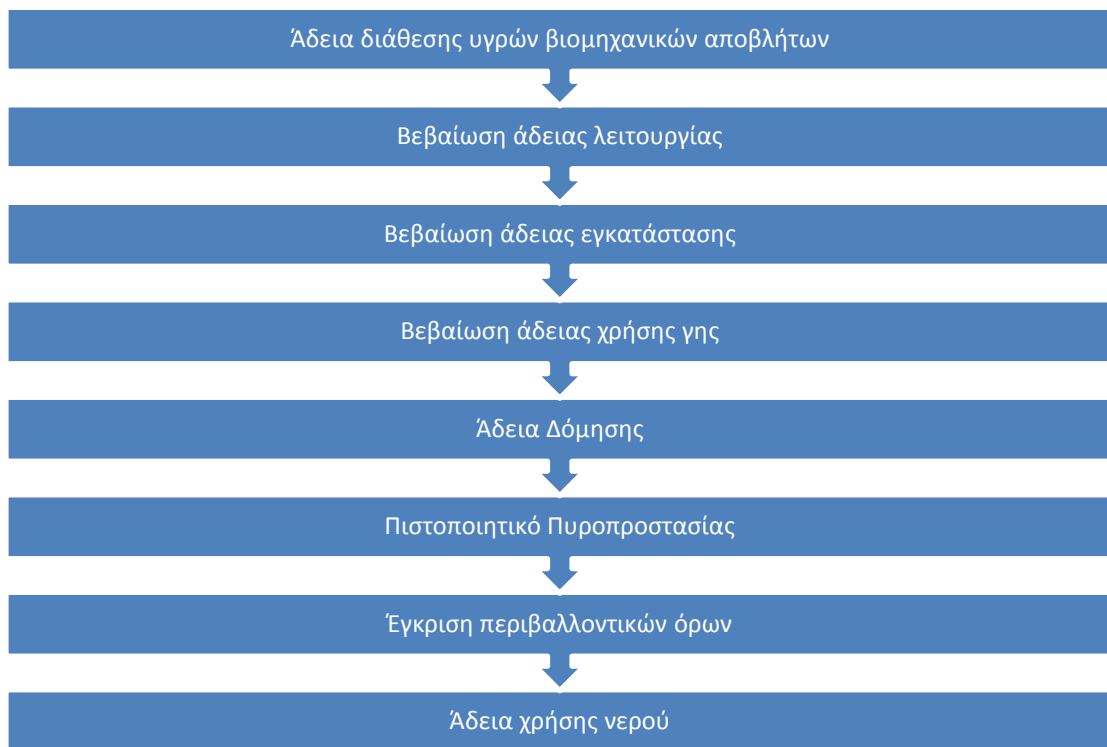 Άδεια διάθεσης υγρών βιομηχανικών αποβλήτων
Βεβαίωση άδειας λειτουργίας
Βεβαίωση άδειας εγκατάστασης
Βεβαίωση άδειας χρήσης γης
Άδεια Δόμησης
Πιστοποιητικό Πυροπροστασίας
Έγκριση περιβαλλοντικών όρων
Άδεια χρήσης νερού